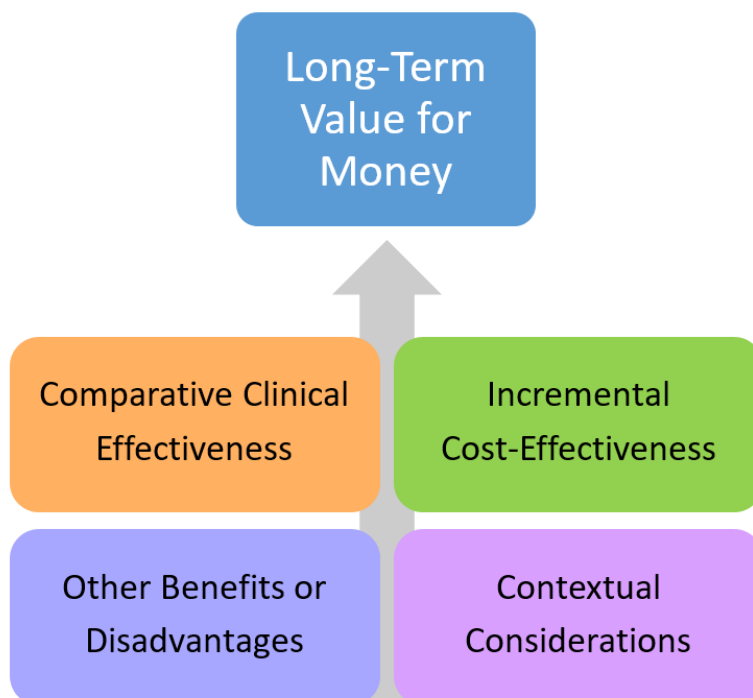 Long-Term
Value for
Money
Comparative Clinical
Effectiveness
Incremental
Cost-Effectiveness
Other Benefits or
Disadvantages
Contextual
Considerations